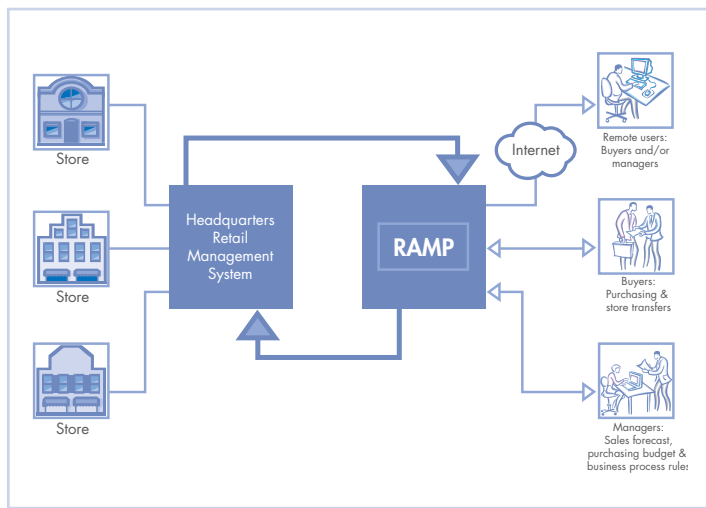 Store
Store
Store
Headquarters
Retail
Management
System
RAMP
Internet
Remote users:
Buyers and/or
managers
Buyers:
Purchasing &
store transfers
Managers:
Sales forecast,
purchasing budget &
business process rules